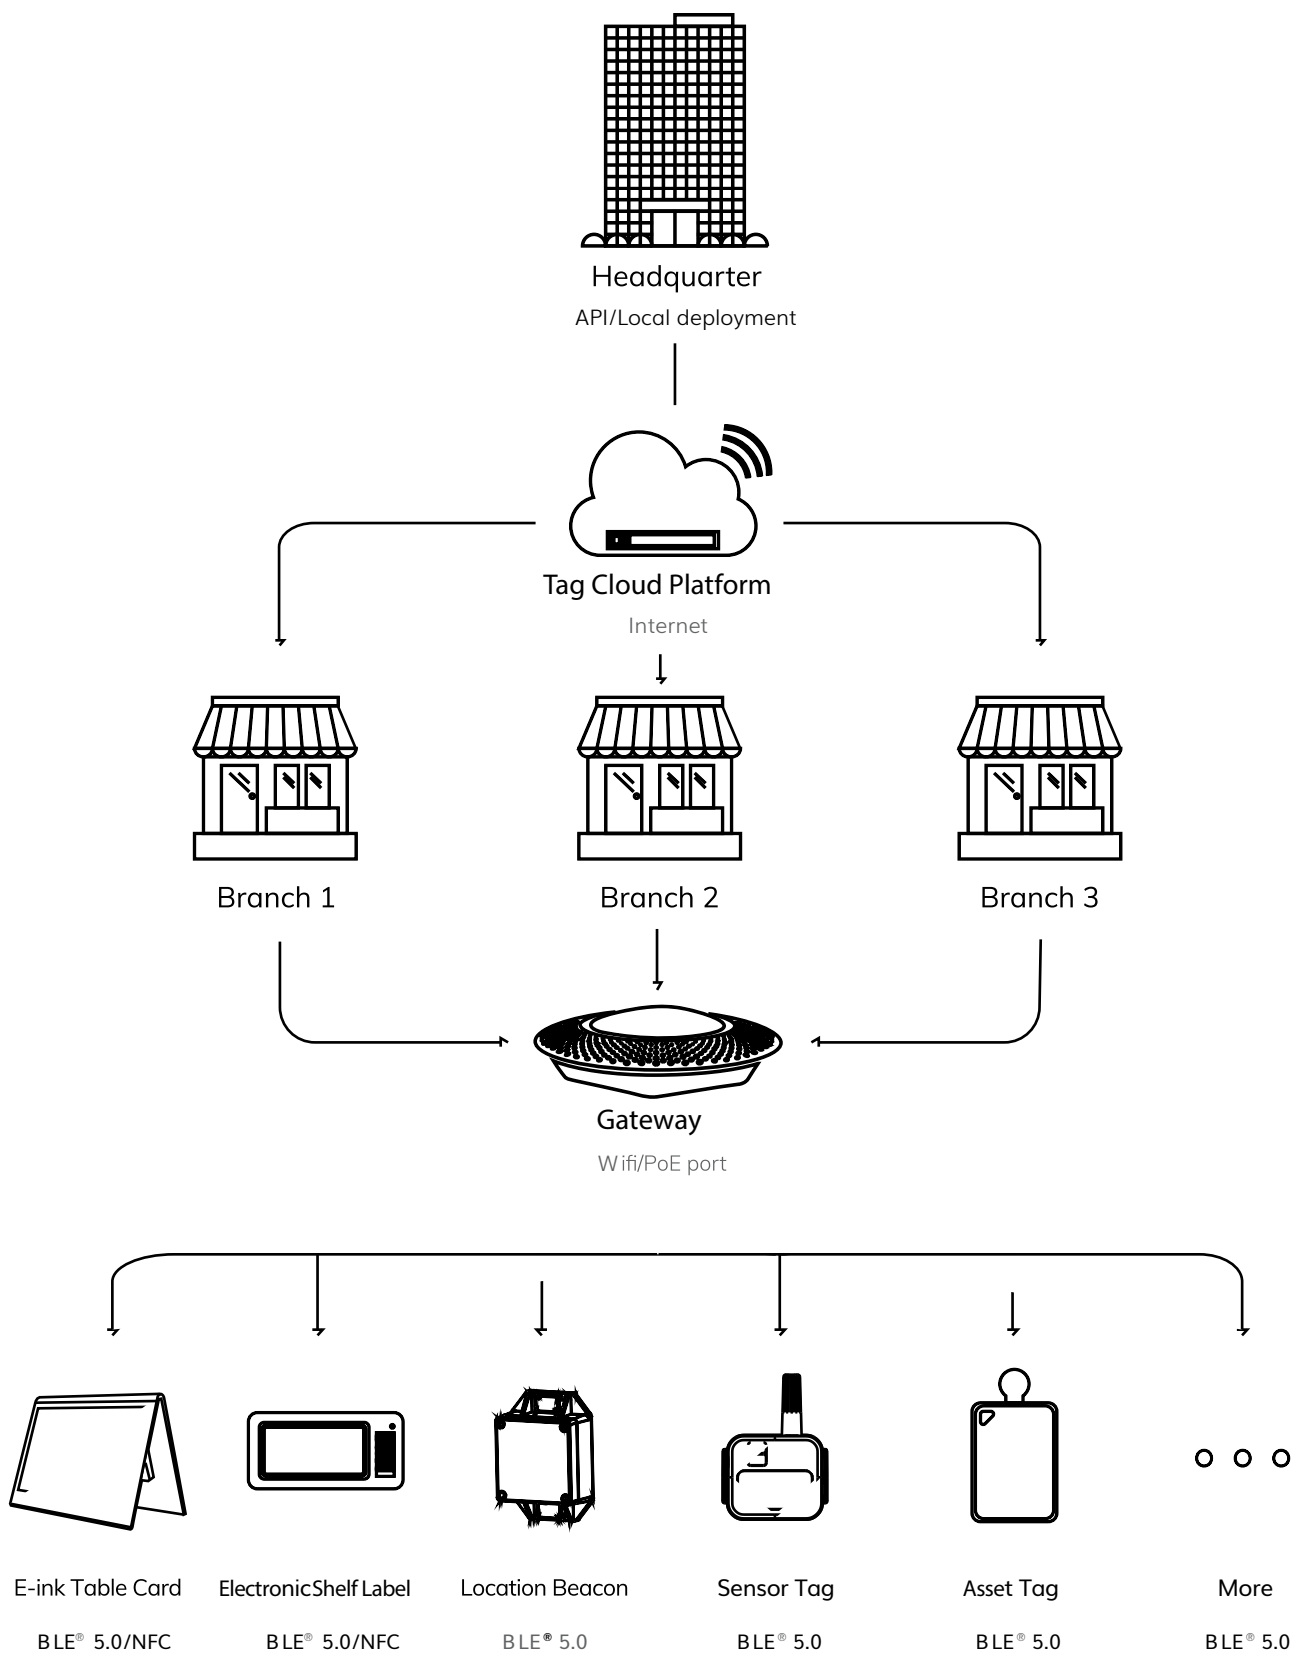 Headquarter
API/Local deployment
Tag Cloud Platform
Internet
Branch 1
Branch 2
Branch 3
Gateway
Wifi/PoE port
E-ink Table Card
Electronic Shelf Label
Location Beacon
Sensor Tag
Asset Tag
More
BLE® 5.0/NFC
BLE® 5.0/NFC
BLE® 5.0
BLE® 5.0
BLE® 5.0
BLE® 5.0